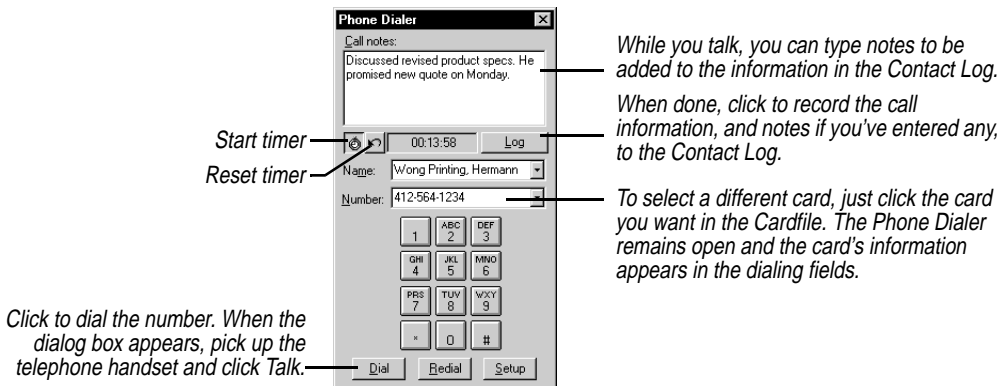 Phone Dialer
Call notes:
Discussed revised product specs. He
promised new quote on Monday.
While you talk, you can type notes to be
added to the information in the Contact Log.
When done, click to record the call
information, and notes if you've entered any,
to the Contact Log.
Start timer
00:13:58 Log
Reset timer
Name: Wong Printing, Hermann
Number: 412-564-1234
To select a different card, just click the card
you want in the Cardfile. The Phone Dialer
remains open and the card's information
appears in the dialing fields.
1 ABC 2 DEF 3
GHI 4 JKL 5 MNO 6
PRS 7 TUV 8 WXY 9
* 0 #
Click to dial the number. When the
dialog box appears, pick up the
telephone handset and click Talk.
Dial Redial Setup